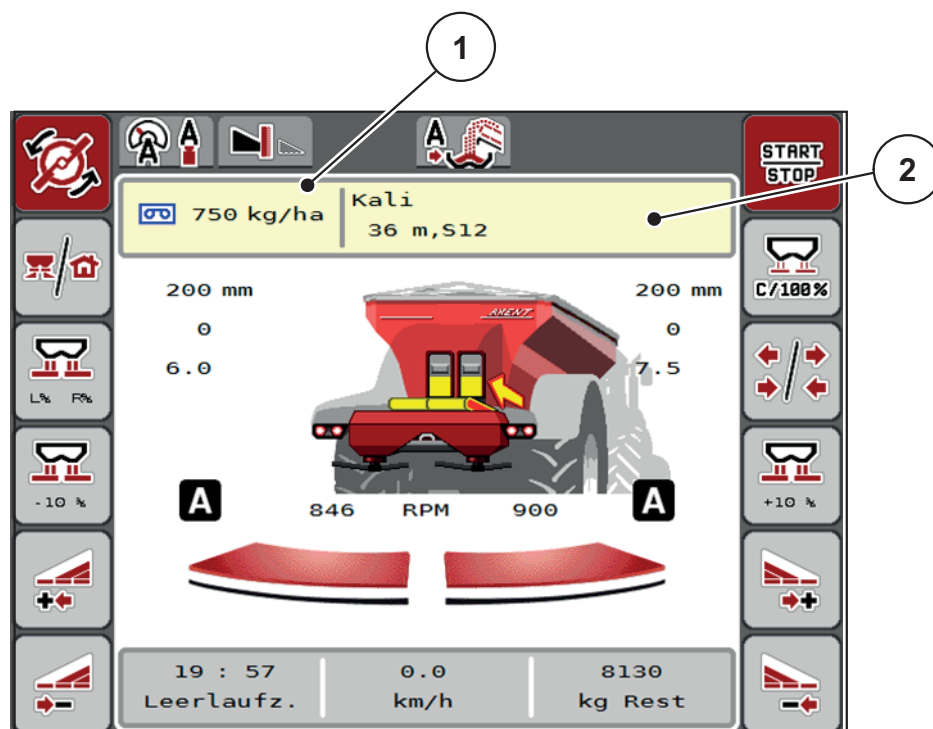 1
2
A A
A
START
STOP
750 kg/ha
Kali
36 m,S12
C/100%
200 mm
200 mm
AXENT
0
0
6.0
7.5
L% R%
-10 %
+10 %
A
846 RPM 900
A
19 : 57
Leerlaufz.
0.0
km/h
8130
kg Rest